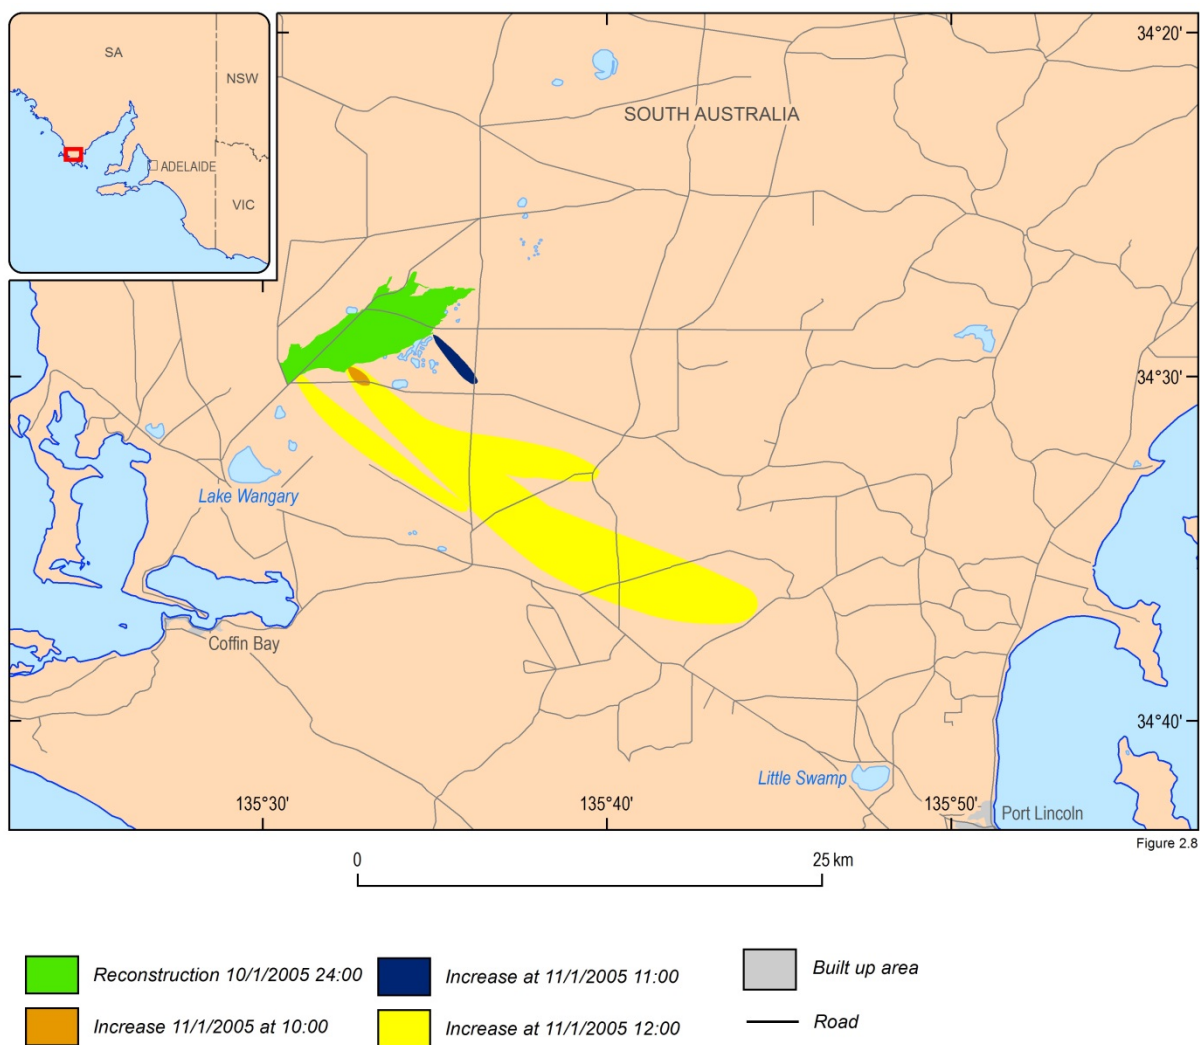 SA
NSW
ADELAIDE
VIC
34°20'
SOUTH AUSTRALIA
34°30'
Lake Wangary
Coffin Bay
34°40'
Little Swamp
135°30'
135°40'
135°50'
Port Lincoln
Figure 2.8
0
25 km
Reconstruction 10/1/2005 24:00
Increase at 11/1/2005 11:00
Built up area
Increase 11/1/2005 at 10:00
Increase at 11/1/2005 12:00
Road